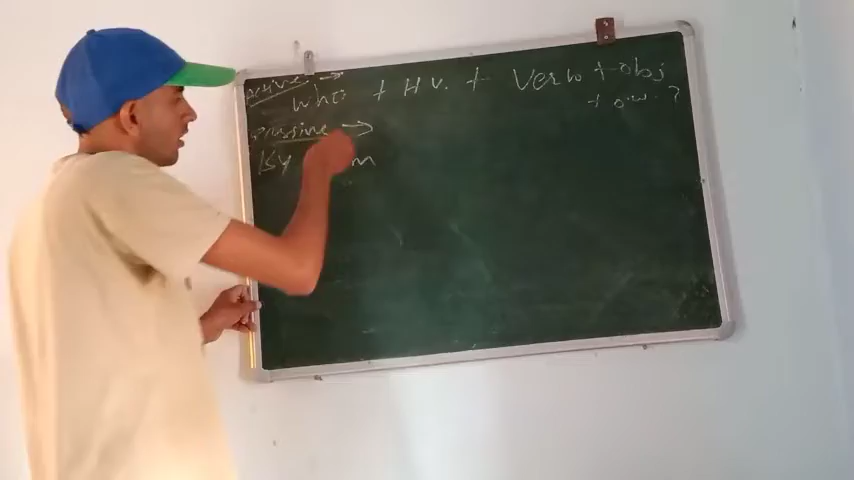 Active →
Who + H.V. + Verb + obj
+ o.w. ?
Passive →
By m